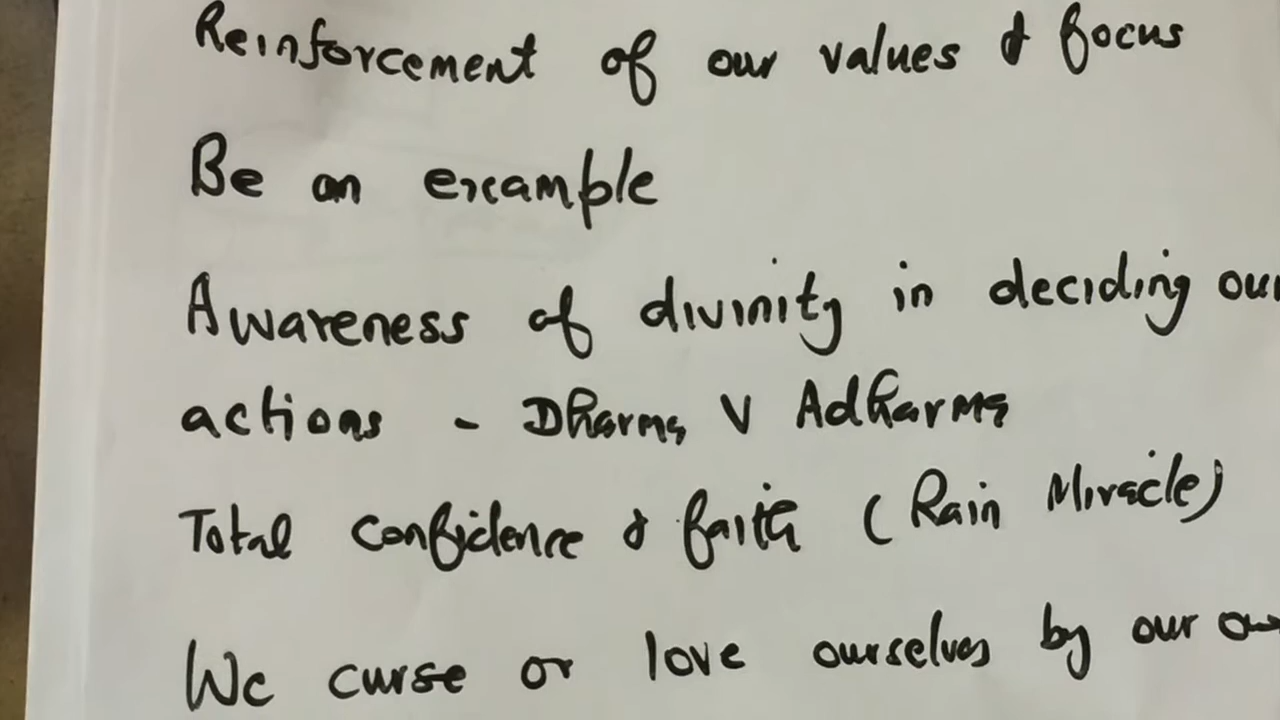 Reinforcement of our values & focus
Be an example
Awareness of divinity in deciding our
actions - Dharma V Adharma
Total confidence & faith (Rain Miracle)
We curse or love ourselves by our